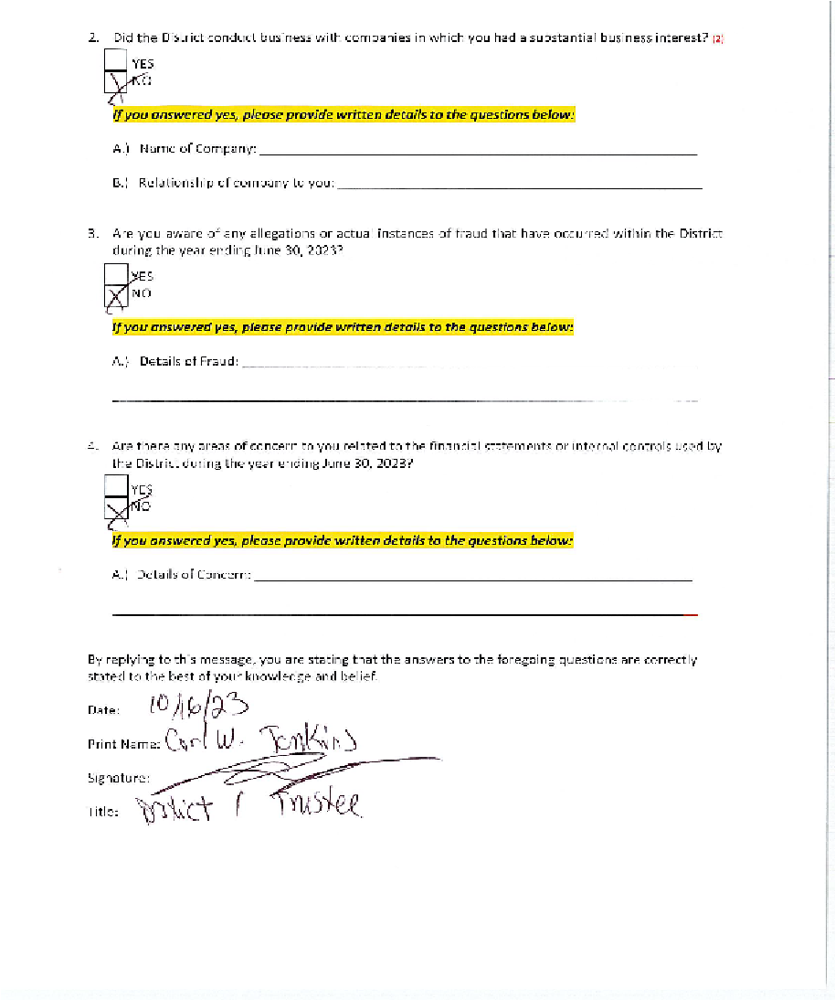 2. Did the District conduct business with companies in which you had a substantial business interest? (2)
YES
NO
If you answered yes, please provide written details to the questions below:
A.) Name of Company:
B.) Relationship of company to you:
3. Are you aware of any allegations or actual instances of fraud that have occurred within the District
during the year ending June 30, 2023?
YES
NO
If you answered yes, please provide written details to the questions below:
A.) Details of Fraud:
4. Are there any areas of concern to you related to the financial statements or internal controls used by
the District during the year ending June 30, 2023?
YES
NO
If you answered yes, please provide written details to the questions below:
A.) Details of Concern:
By replying to this message, you are stating that the answers to the foregoing questions are correctly
stated to the best of your knowledge and belief.
Date: 10/16/23
Print Name: Carl W. Jenkins
Signature:
Title: District 1 Trustee